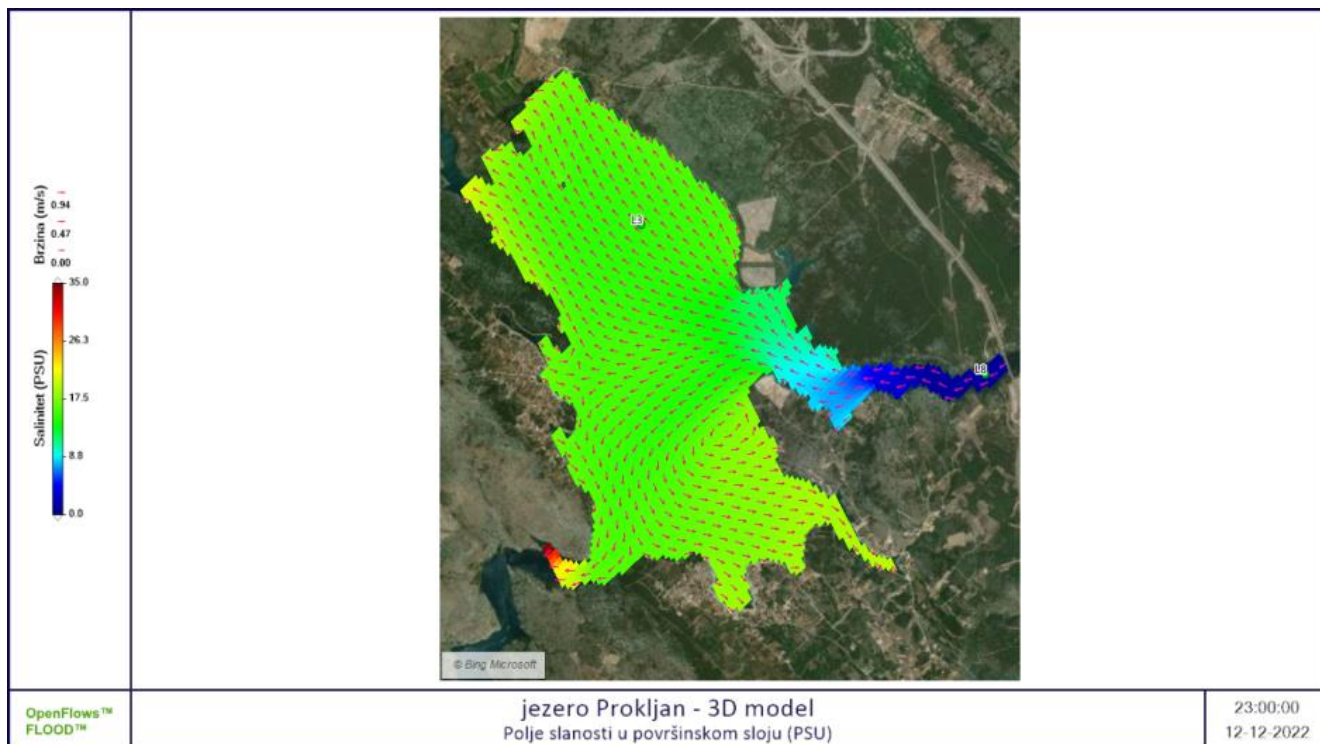 Brzina (m/s)
0.94
0.47
0.00
Salinitet (PSU)
35.0
26.3
17.5
8.8
0.0
L3
L8
© Bing Microsoft
OpenFlows™
FLOOD™
jezero Prokljan - 3D model
Polje slanosti u površinskom sloju (PSU)
23:00:00
12-12-2022